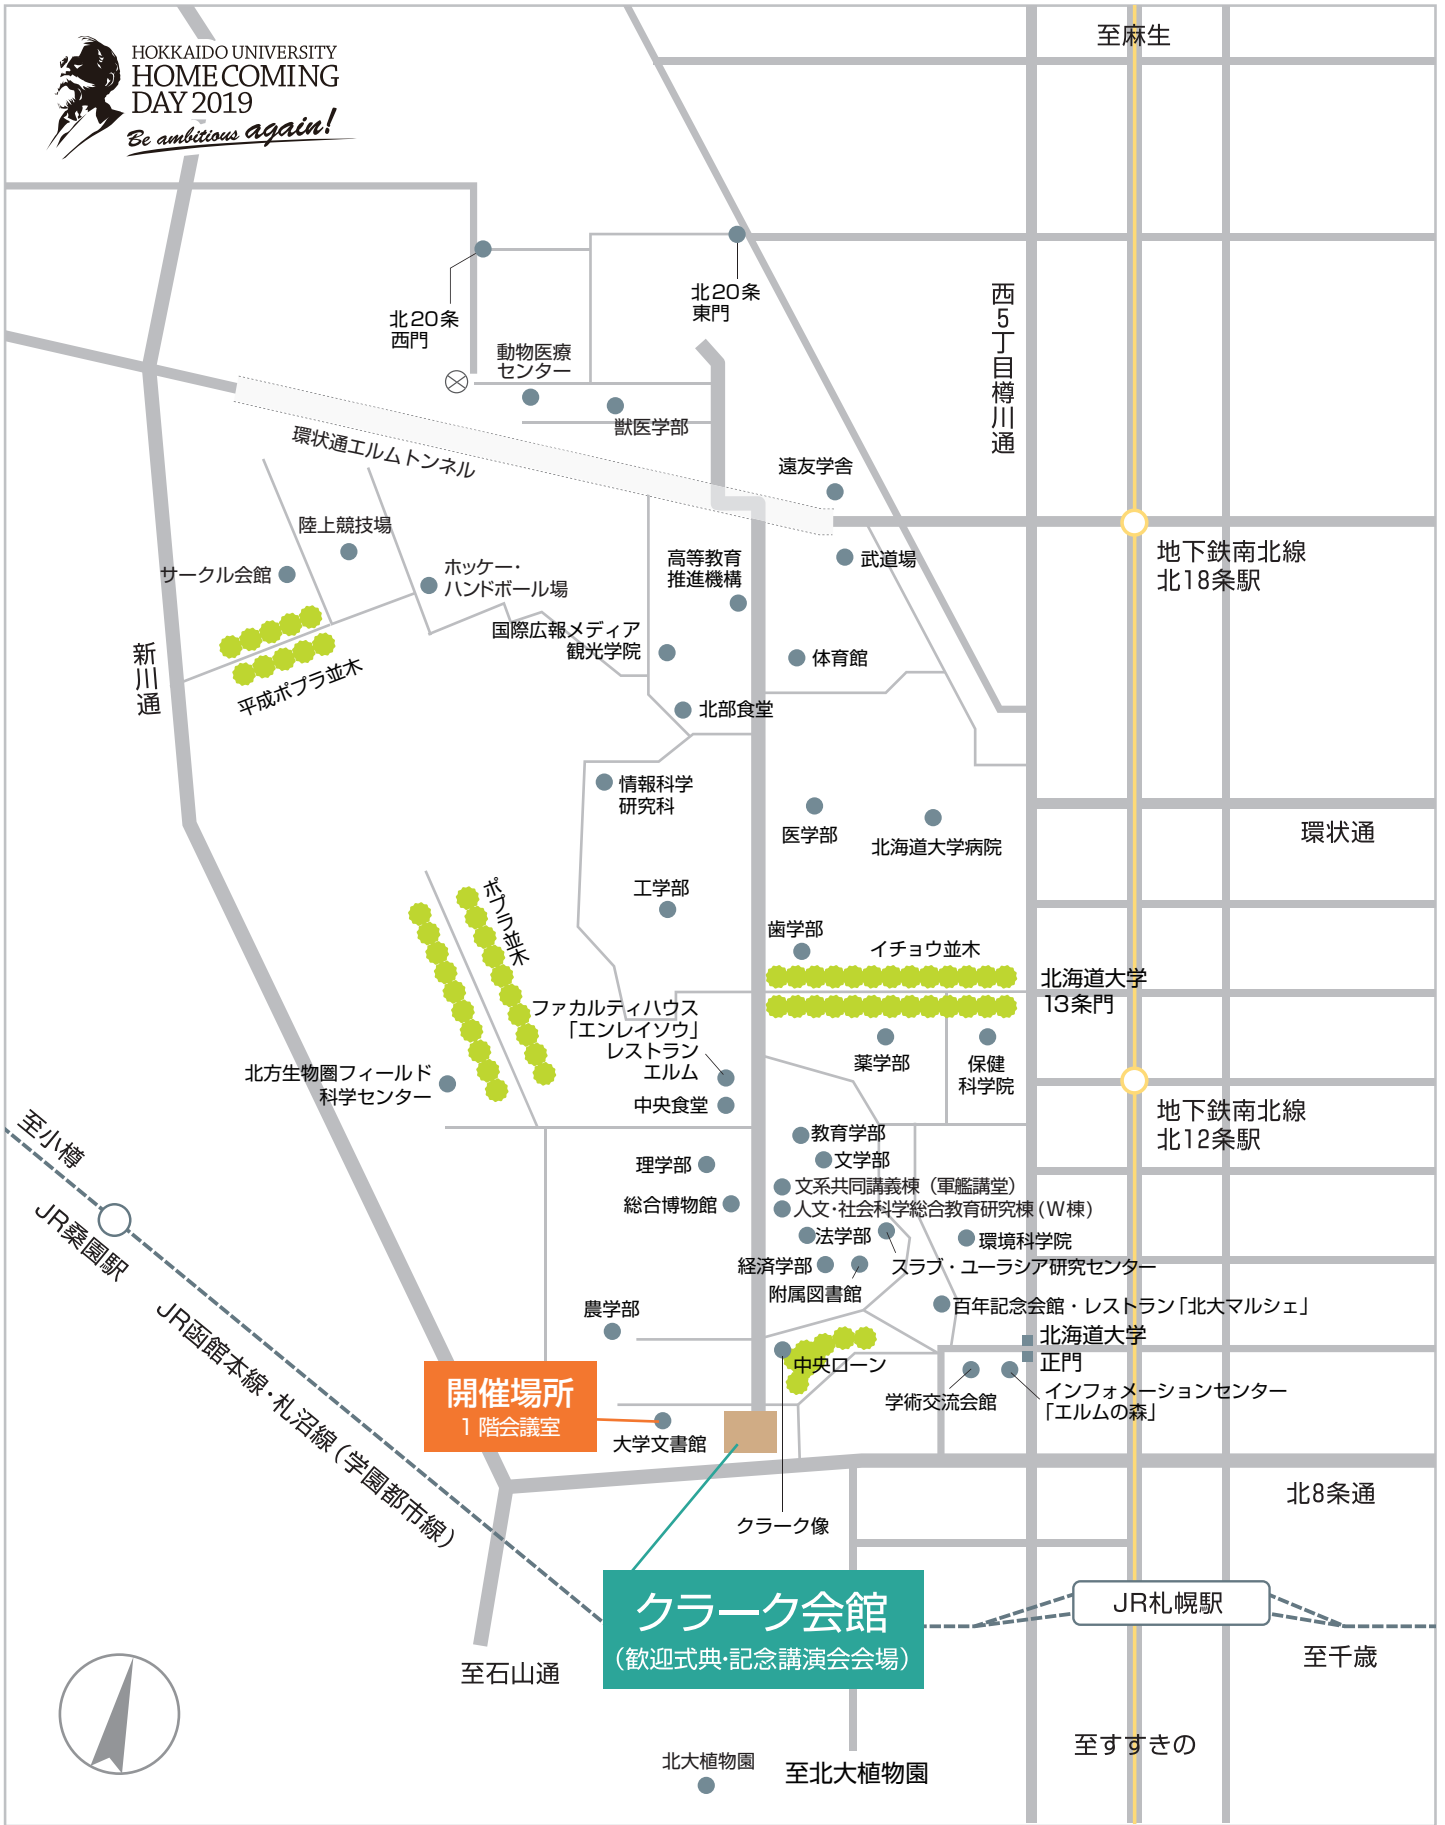 HOKKAIDO UNIVERSITY
HOME COMING
DAY 2019
Be ambitious again!
至麻生
北20条
西門
北20条
東門
西5丁目樽川通
動物医療
センター
獣医学部
環状通エルムトンネル
遠友学舎
陸上競技場
サークル会館
ホッケー・
ハンドボール場
高等教育
推進機構
武道場
地下鉄南北線
北18条駅
国際広報メディア
観光学院
体育館
新川通
平成ポプラ並木
北部食堂
情報科学
研究科
医学部
北海道大学病院
環状通
工学部
ポプラ並木
歯学部
イチョウ並木
北海道大学
13条門
ファカルティハウス
「エンレイソウ」
レストラン
エルム
薬学部
保健
科学院
北方生物圏フィールド
科学センター
中央食堂
地下鉄南北線
北12条駅
至小樽
教育学部
文学部
理学部
文系共同講義棟（軍艦講堂）
総合博物館
人文・社会科学総合教育研究棟(W棟)
JR桑園駅
法学部
環境科学院
経済学部
スラブ・ユーラシア研究センター
附属図書館
百年記念会館・レストラン「北大マルシェ」
農学部
北海道大学
正門
JR函館本線・札沼線（学園都市線）
中央ローン
開催場所
1階会議室
学術交流会館
インフォメーションセンター
「エルムの森」
大学文書館
北8条通
クラーク像
クラーク会館
（歓迎式典・記念講演会会場）
JR札幌駅
至石山通
至千歳
至すすきの
北大植物園
至北大植物園